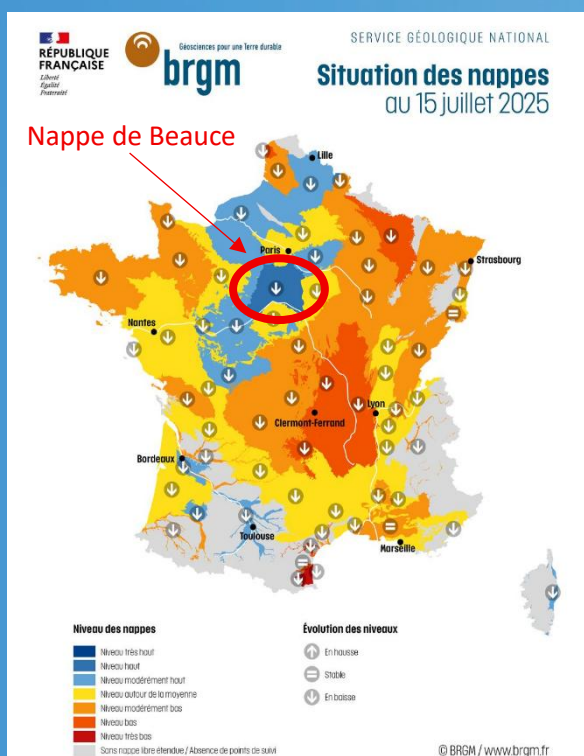 RÉPUBLIQUE
FRANÇAISE
Liberté
Égalité
Fraternité
Géosciences pour une Terre durable
brgm
SERVICE GÉOLOGIQUE NATIONAL
Situation des nappes
au 15 juillet 2025
Nappe de Beauce
Lille
Paris
Strasbourg
Nantes
Lyon
Clermont-Ferrand
Bordeaux
Toulouse
Marseille
Niveau des nappes
Niveau très haut
Niveau haut
Niveau modérément haut
Niveau autour de la moyenne
Niveau modérément bas
Niveau bas
Niveau très bas
Sans nappe libre étendue / Absence de points de suivi
Évolution des niveaux
En hausse
Stable
En baisse
© BRGM / www.brgm.fr